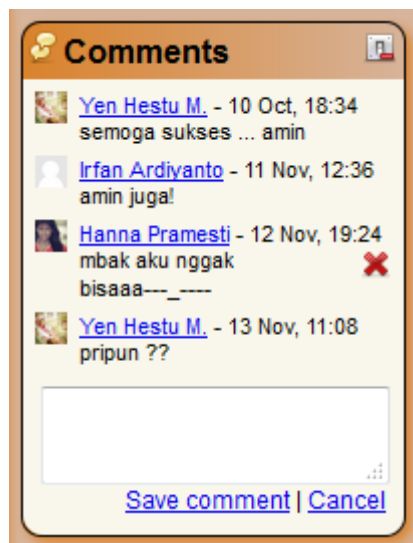 Comments
Yen Hestu M. - 10 Oct, 18:34
semoga sukses ... amin
Irfan Ardiyanto - 11 Nov, 12:36
amin juga!
Hanna Pramesti - 12 Nov, 19:24
mbak aku nggak
bisaaa---_----
Yen Hestu M. - 13 Nov, 11:08
pripun ??
Save comment | Cancel